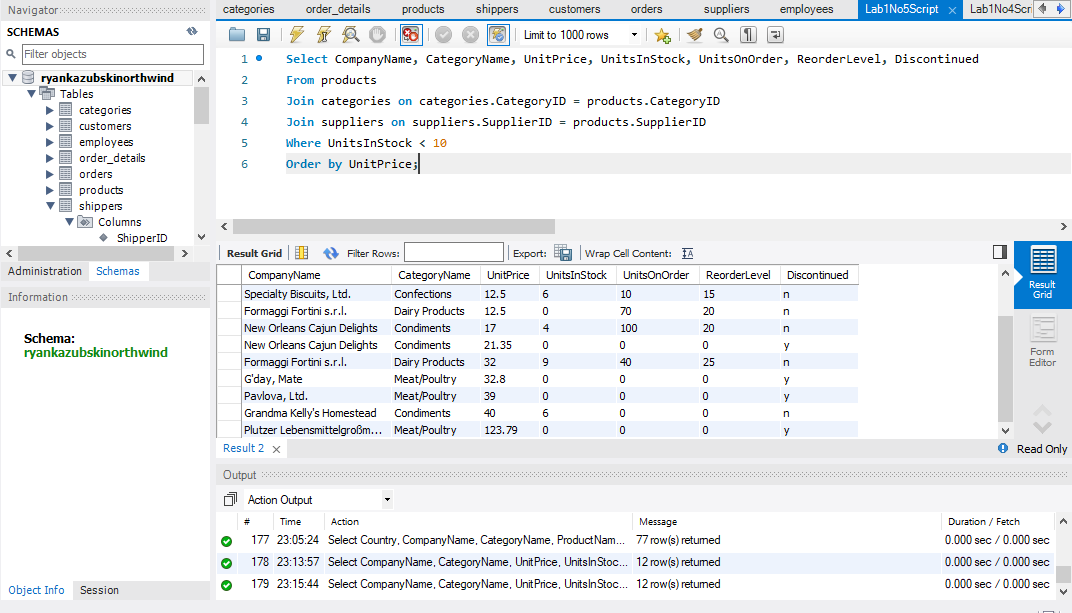 Navigator
SCHEMAS
Filter objects
ryankazubskinorthwind
Tables
categories
customers
employees
order_details
orders
products
shippers
Columns
ShipperID
Administration Schemas
Information
Schema:
ryankazubskinorthwind
Object Info Session
categories order_details products shippers customers orders suppliers employees Lab1No5Script Lab1No4Scri
Limit to 1000 rows
1 Select CompanyName, CategoryName, UnitPrice, UnitsInStock, UnitsOnOrder, ReorderLevel, Discontinued
2 From products
3 Join categories on categories.CategoryID = products.CategoryID
4 Join suppliers on suppliers.SupplierID = products.SupplierID
5 Where UnitsInStock < 10
6 Order by UnitPrice;
Result Grid Filter Rows: Export: Wrap Cell Content:
CompanyName CategoryName UnitPrice UnitsInStock UnitsOnOrder ReorderLevel Discontinued
Specialty Biscuits, Ltd. Confections 12.5 6 10 15 n
Formaggi Fortini s.r.l. Dairy Products 12.5 0 70 20 n
New Orleans Cajun Delights Condiments 17 4 100 20 n
New Orleans Cajun Delights Condiments 21.35 0 0 0 y
Formaggi Fortini s.r.l. Dairy Products 32 9 40 25 n
G'day, Mate Meat/Poultry 32.8 0 0 0 y
Pavlova, Ltd. Meat/Poultry 39 0 0 0 y
Grandma Kelly's Homestead Condiments 40 6 0 0 n
Plutzer Lebensmittelgroßm... Meat/Poultry 123.79 0 0 0 y
Result
Grid
Form
Editor
Result 2
Read Only
Output
Action Output
# Time Action Message Duration / Fetch
177 23:05:24 Select Country, CompanyName, CategoryName, ProductNam... 77 row(s) returned 0.000 sec / 0.000 sec
178 23:13:57 Select CompanyName, CategoryName, UnitPrice, UnitsInStoc... 12 row(s) returned 0.000 sec / 0.000 sec
179 23:15:44 Select CompanyName, CategoryName, UnitPrice, UnitsInStoc... 12 row(s) returned 0.000 sec / 0.000 sec